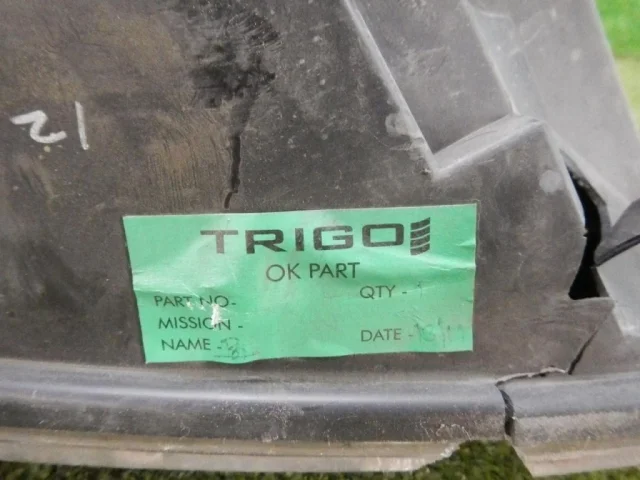 21
TRIGO
OK PART
PART NO- QTY -
MISSION -
NAME - DATE -